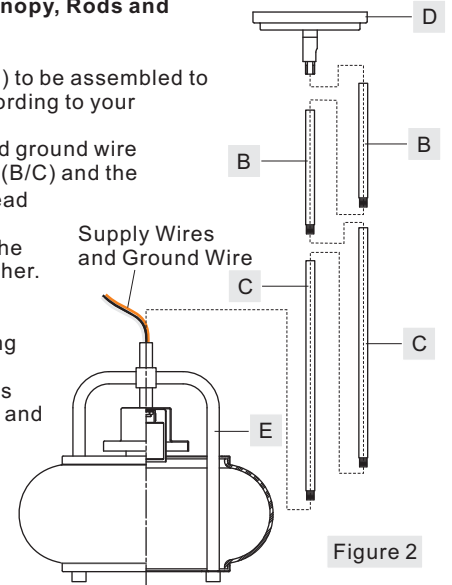 nopy, Rods and
) to be assembled to
ording to your
d ground wire
(B/C) and the
ead
he
her.
ng
s
and
Supply Wires
and Ground Wire
D
B
B
C
C
E
Figure 2